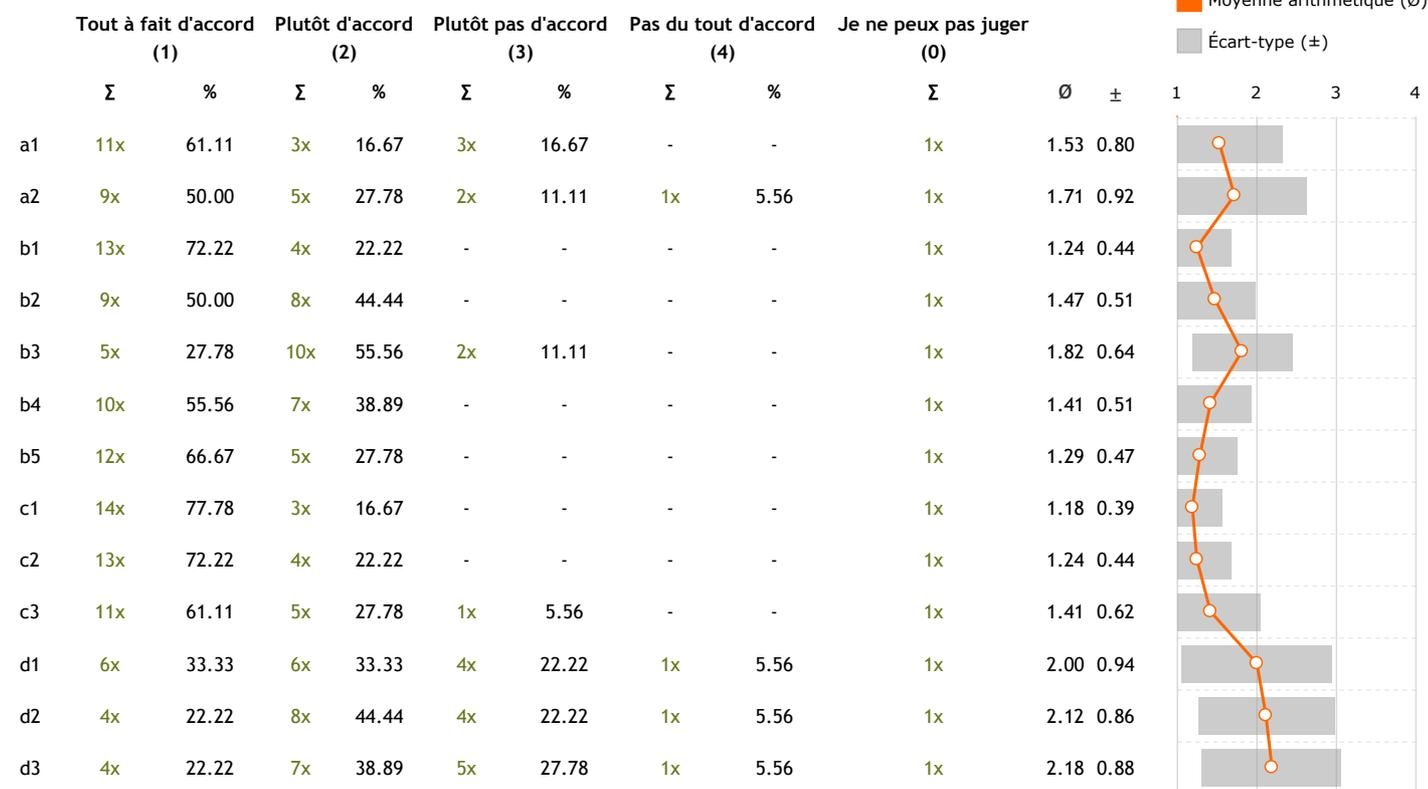 Moyenne arithmétique (Ø)
Tout à fait d'accord Plutôt d'accord Plutôt pas d'accord Pas du tout d'accord Je ne peux pas juger
(1) (2) (3) (4) (0)
Écart-type (±)
Σ % Σ % Σ % Σ % Σ Ø ± 1 2 3 4
a1 11x 61.11 3x 16.67 3x 16.67 - - 1x 1.53 0.80
a2 9x 50.00 5x 27.78 2x 11.11 1x 5.56 1x 1.71 0.92
b1 13x 72.22 4x 22.22 - - - - 1x 1.24 0.44
b2 9x 50.00 8x 44.44 - - - - 1x 1.47 0.51
b3 5x 27.78 10x 55.56 2x 11.11 - - 1x 1.82 0.64
b4 10x 55.56 7x 38.89 - - - - 1x 1.41 0.51
b5 12x 66.67 5x 27.78 - - - - 1x 1.29 0.47
c1 14x 77.78 3x 16.67 - - - - 1x 1.18 0.39
c2 13x 72.22 4x 22.22 - - - - 1x 1.24 0.44
c3 11x 61.11 5x 27.78 1x 5.56 - - 1x 1.41 0.62
d1 6x 33.33 6x 33.33 4x 22.22 1x 5.56 1x 2.00 0.94
d2 4x 22.22 8x 44.44 4x 22.22 1x 5.56 1x 2.12 0.86
d3 4x 22.22 7x 38.89 5x 27.78 1x 5.56 1x 2.18 0.88